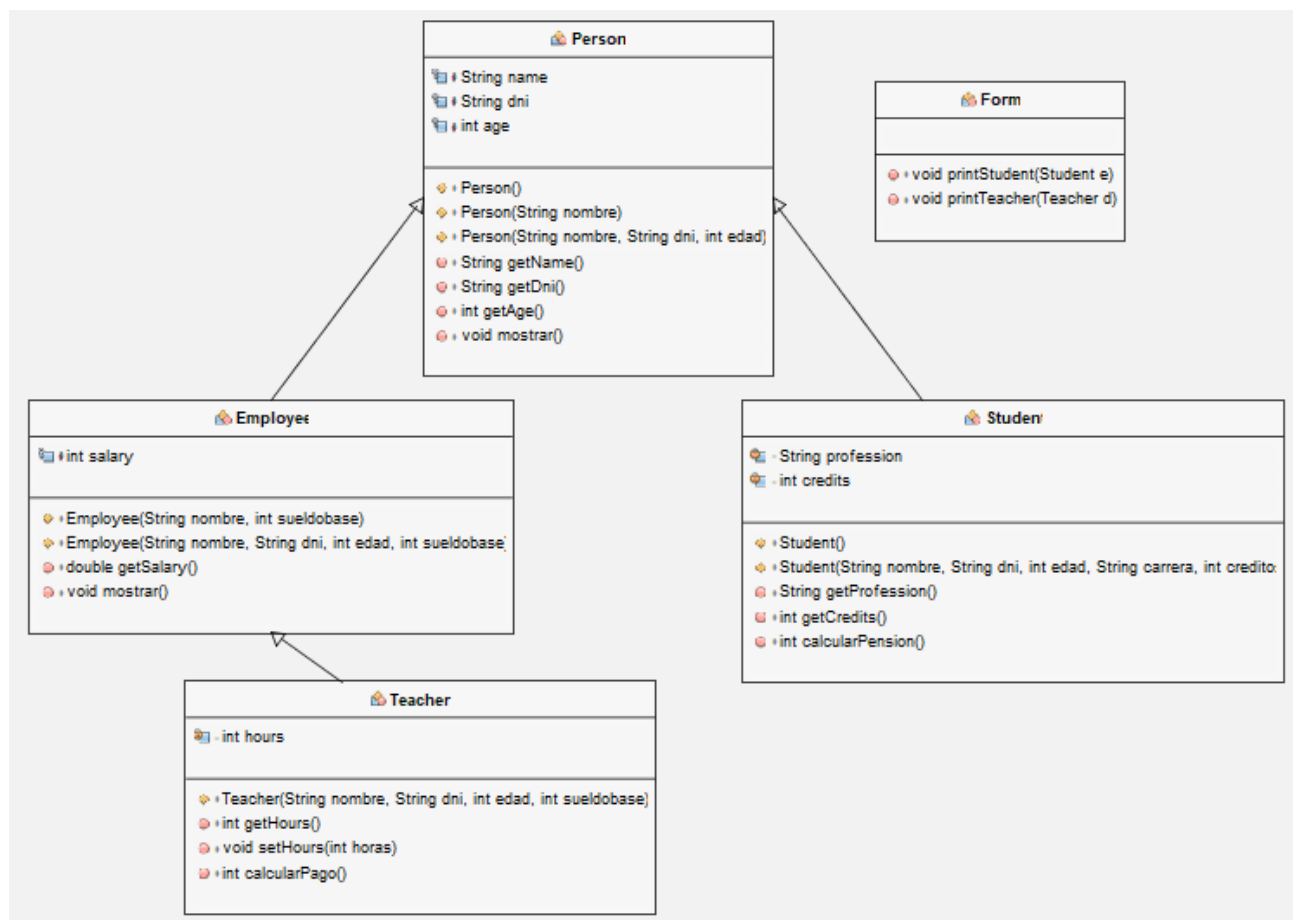 Person
# String name
# String dni
# int age
+ Person()
+ Person(String nombre)
+ Person(String nombre, String dni, int edad)
+ String getName()
+ String getDni()
+ int getAge()
+ void mostrar()
Form
+ void printStudent(Student e)
+ void printTeacher(Teacher d)
Employee
# int salary
+ Employee(String nombre, int sueldobase)
+ Employee(String nombre, String dni, int edad, int sueldobase)
+ double getSalary()
+ void mostrar()
Student
- String profession
- int credits
+ Student()
+ Student(String nombre, String dni, int edad, String carrera, int credito
+ String getProfession()
+ int getCredits()
+ int calcularPension()
Teacher
- int hours
+ Teacher(String nombre, String dni, int edad, int sueldobase)
+ int getHours()
+ void setHours(int horas)
+ int calcularPago()